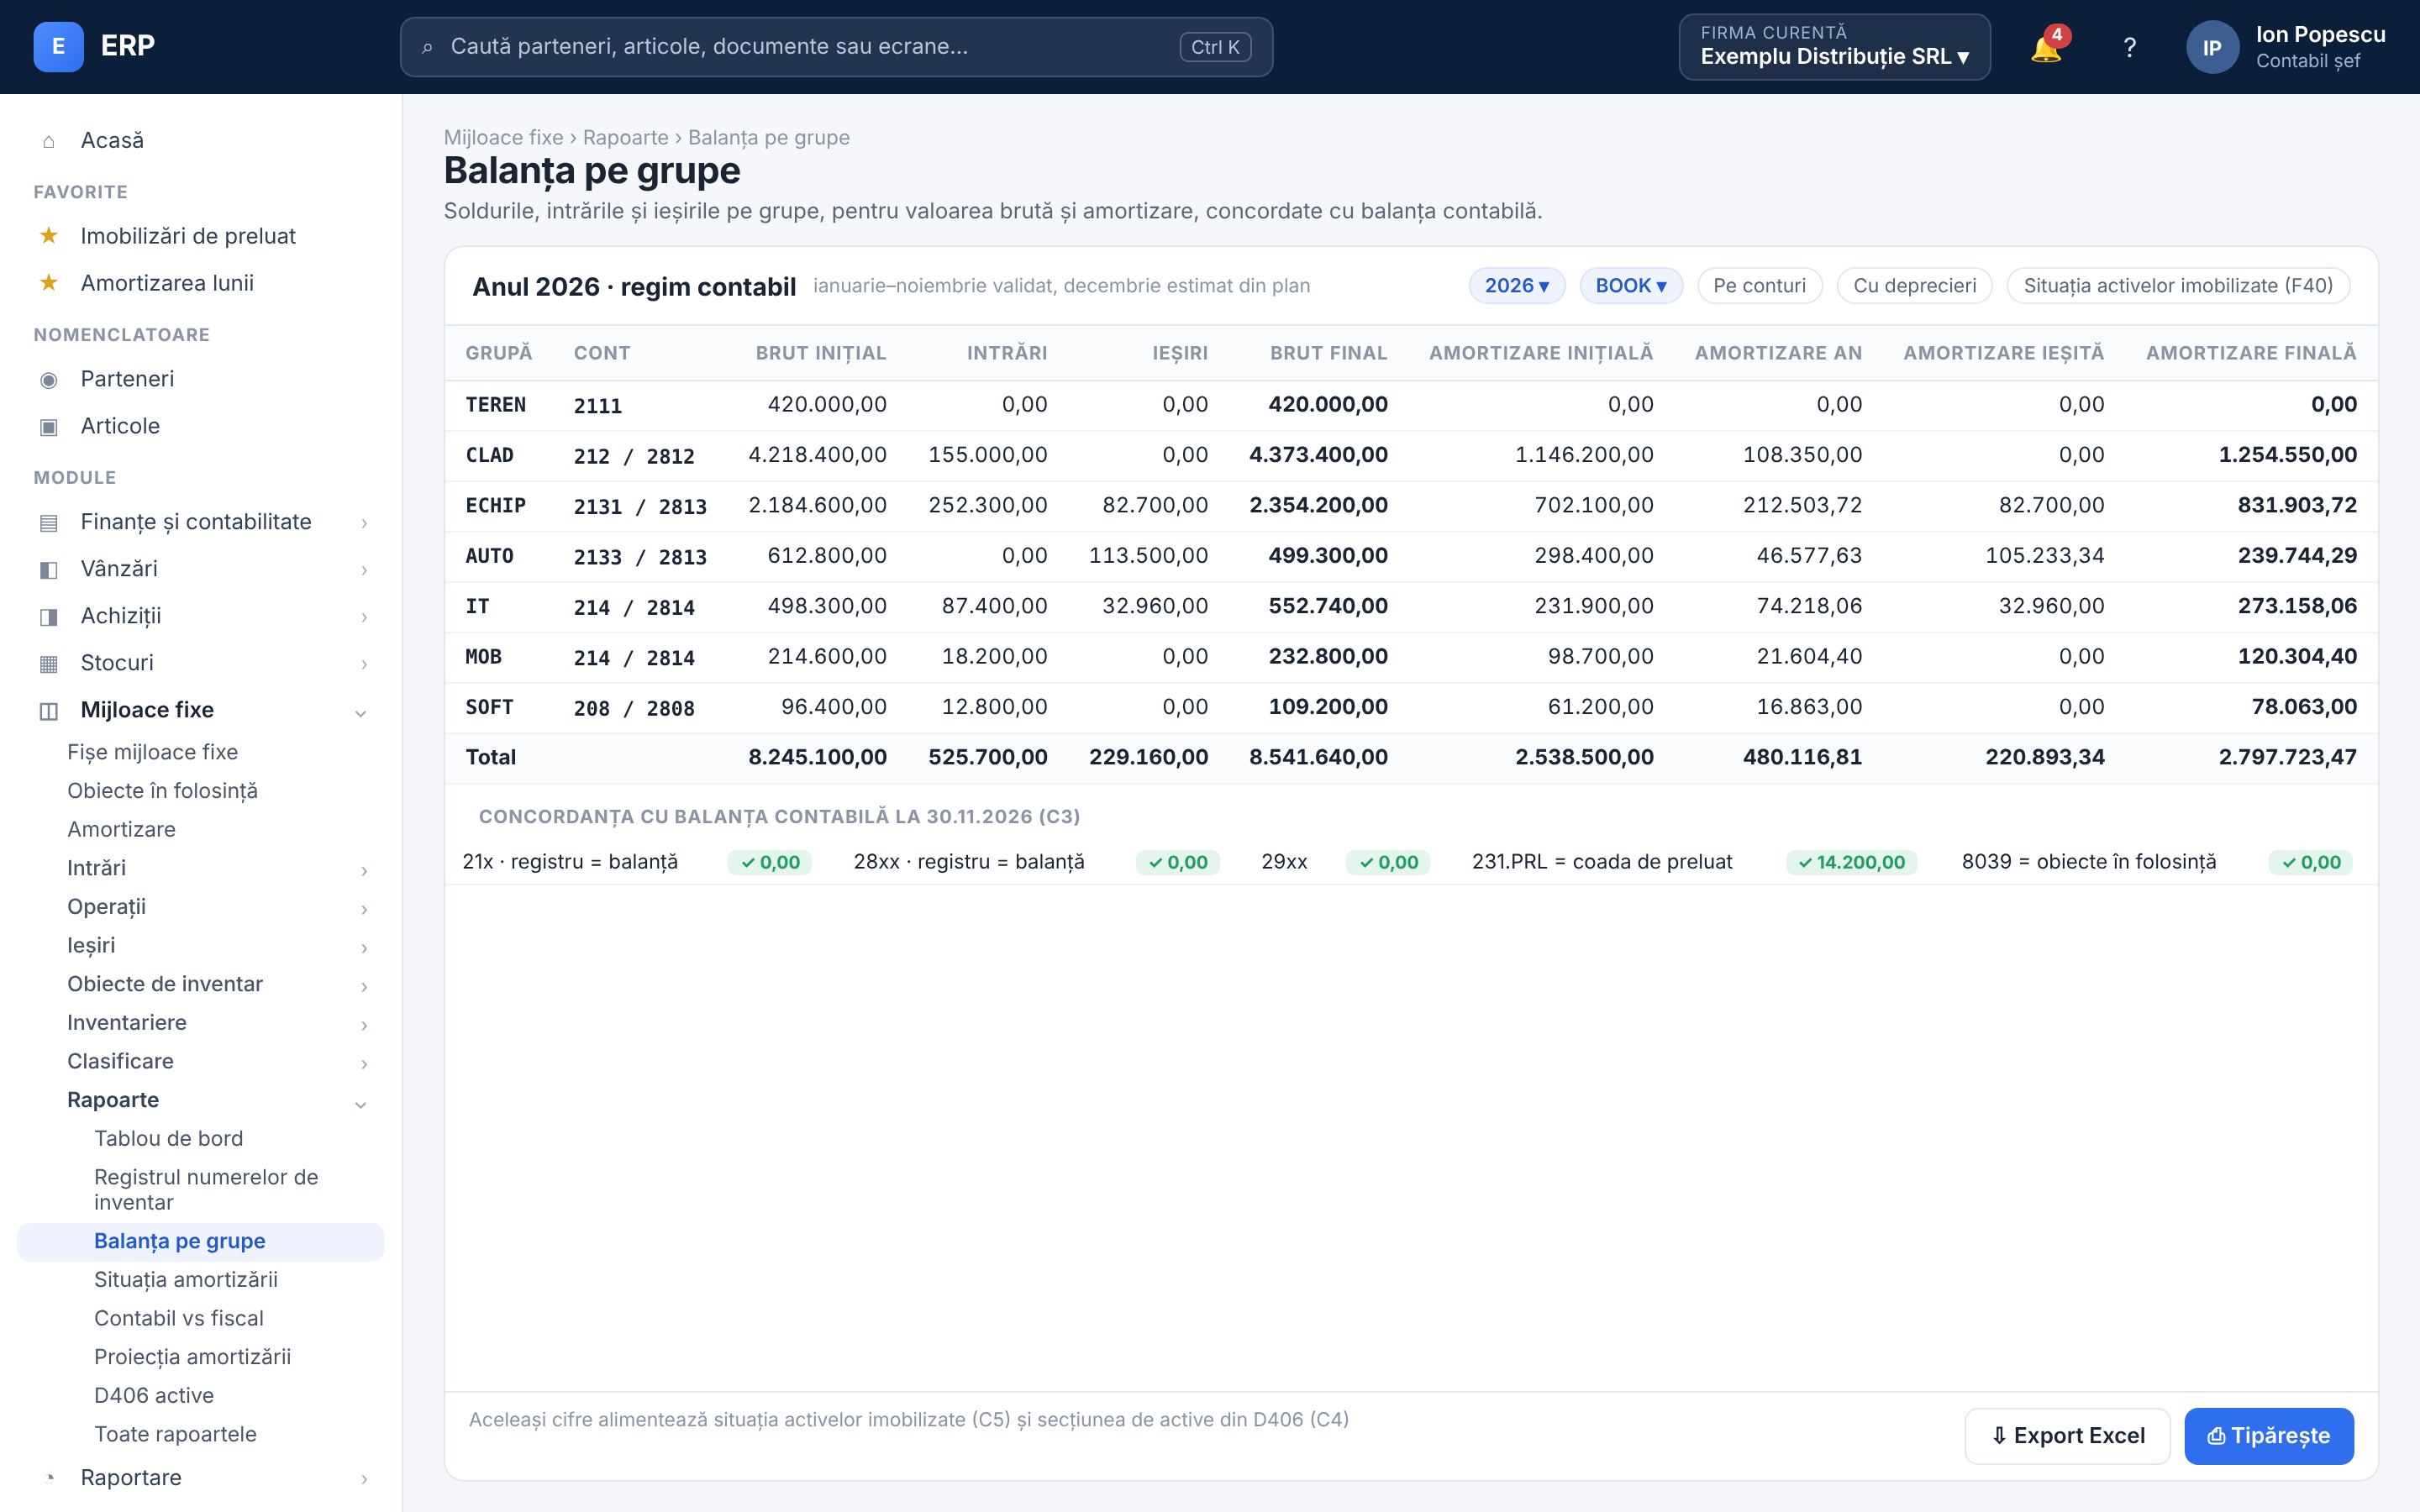 E ERP
Caută parteneri, articole, documente sau ecrane...
Ctrl K
FIRMA CURENTĂ
Exemplu Distribuție SRL ▾
4
?
IP
Ion Popescu
Contabil șef
Acasă
FAVORITE
Imobilizări de preluat
Amortizarea lunii
NOMENCLATOARE
Parteneri
Articole
MODULE
Finanțe și contabilitate
Vânzări
Achiziții
Stocuri
Mijloace fixe
Fișe mijloace fixe
Obiecte în folosință
Amortizare
Intrări
Operații
Ieșiri
Obiecte de inventar
Inventariere
Clasificare
Rapoarte
Tablou de bord
Registrul numerelor de
inventar
Balanța pe grupe
Situația amortizării
Contabil vs fiscal
Proiecția amortizării
D406 active
Toate rapoartele
Raportare
Mijloace fixe › Rapoarte › Balanța pe grupe
Balanța pe grupe
Soldurile, intrările și ieșirile pe grupe, pentru valoarea brută și amortizare, concordate cu balanța contabilă.
Anul 2026 · regim contabil ianuarie–noiembrie validat, decembrie estimat din plan 2026 ▾ BOOK ▾ Pe conturi Cu deprecieri Situația activelor imobilizate (F40)
GRUPĂ CONT BRUT INIȚIAL INTRĂRI IEȘIRI BRUT FINAL AMORTIZARE INIȚIALĂ AMORTIZARE AN AMORTIZARE IEȘITĂ AMORTIZARE FINALĂ
TEREN 2111 420.000,00 0,00 0,00 420.000,00 0,00 0,00 0,00 0,00
CLAD 212 / 2812 4.218.400,00 155.000,00 0,00 4.373.400,00 1.146.200,00 108.350,00 0,00 1.254.550,00
ECHIP 2131 / 2813 2.184.600,00 252.300,00 82.700,00 2.354.200,00 702.100,00 212.503,72 82.700,00 831.903,72
AUTO 2133 / 2813 612.800,00 0,00 113.500,00 499.300,00 298.400,00 46.577,63 105.233,34 239.744,29
IT 214 / 2814 498.300,00 87.400,00 32.960,00 552.740,00 231.900,00 74.218,06 32.960,00 273.158,06
MOB 214 / 2814 214.600,00 18.200,00 0,00 232.800,00 98.700,00 21.604,40 0,00 120.304,40
SOFT 208 / 2808 96.400,00 12.800,00 0,00 109.200,00 61.200,00 16.863,00 0,00 78.063,00
Total 8.245.100,00 525.700,00 229.160,00 8.541.640,00 2.538.500,00 480.116,81 220.893,34 2.797.723,47
CONCORDANȚA CU BALANȚA CONTABILĂ LA 30.11.2026 (C3)
21x · registru = balanță ✓ 0,00 28xx · registru = balanță ✓ 0,00 29xx ✓ 0,00 231.PRL = coada de preluat ✓ 14.200,00 8039 = obiecte în folosință ✓ 0,00
Aceleași cifre alimentează situația activelor imobilizate (C5) și secțiunea de active din D406 (C4)
⇩ Export Excel
⎙ Tipărește